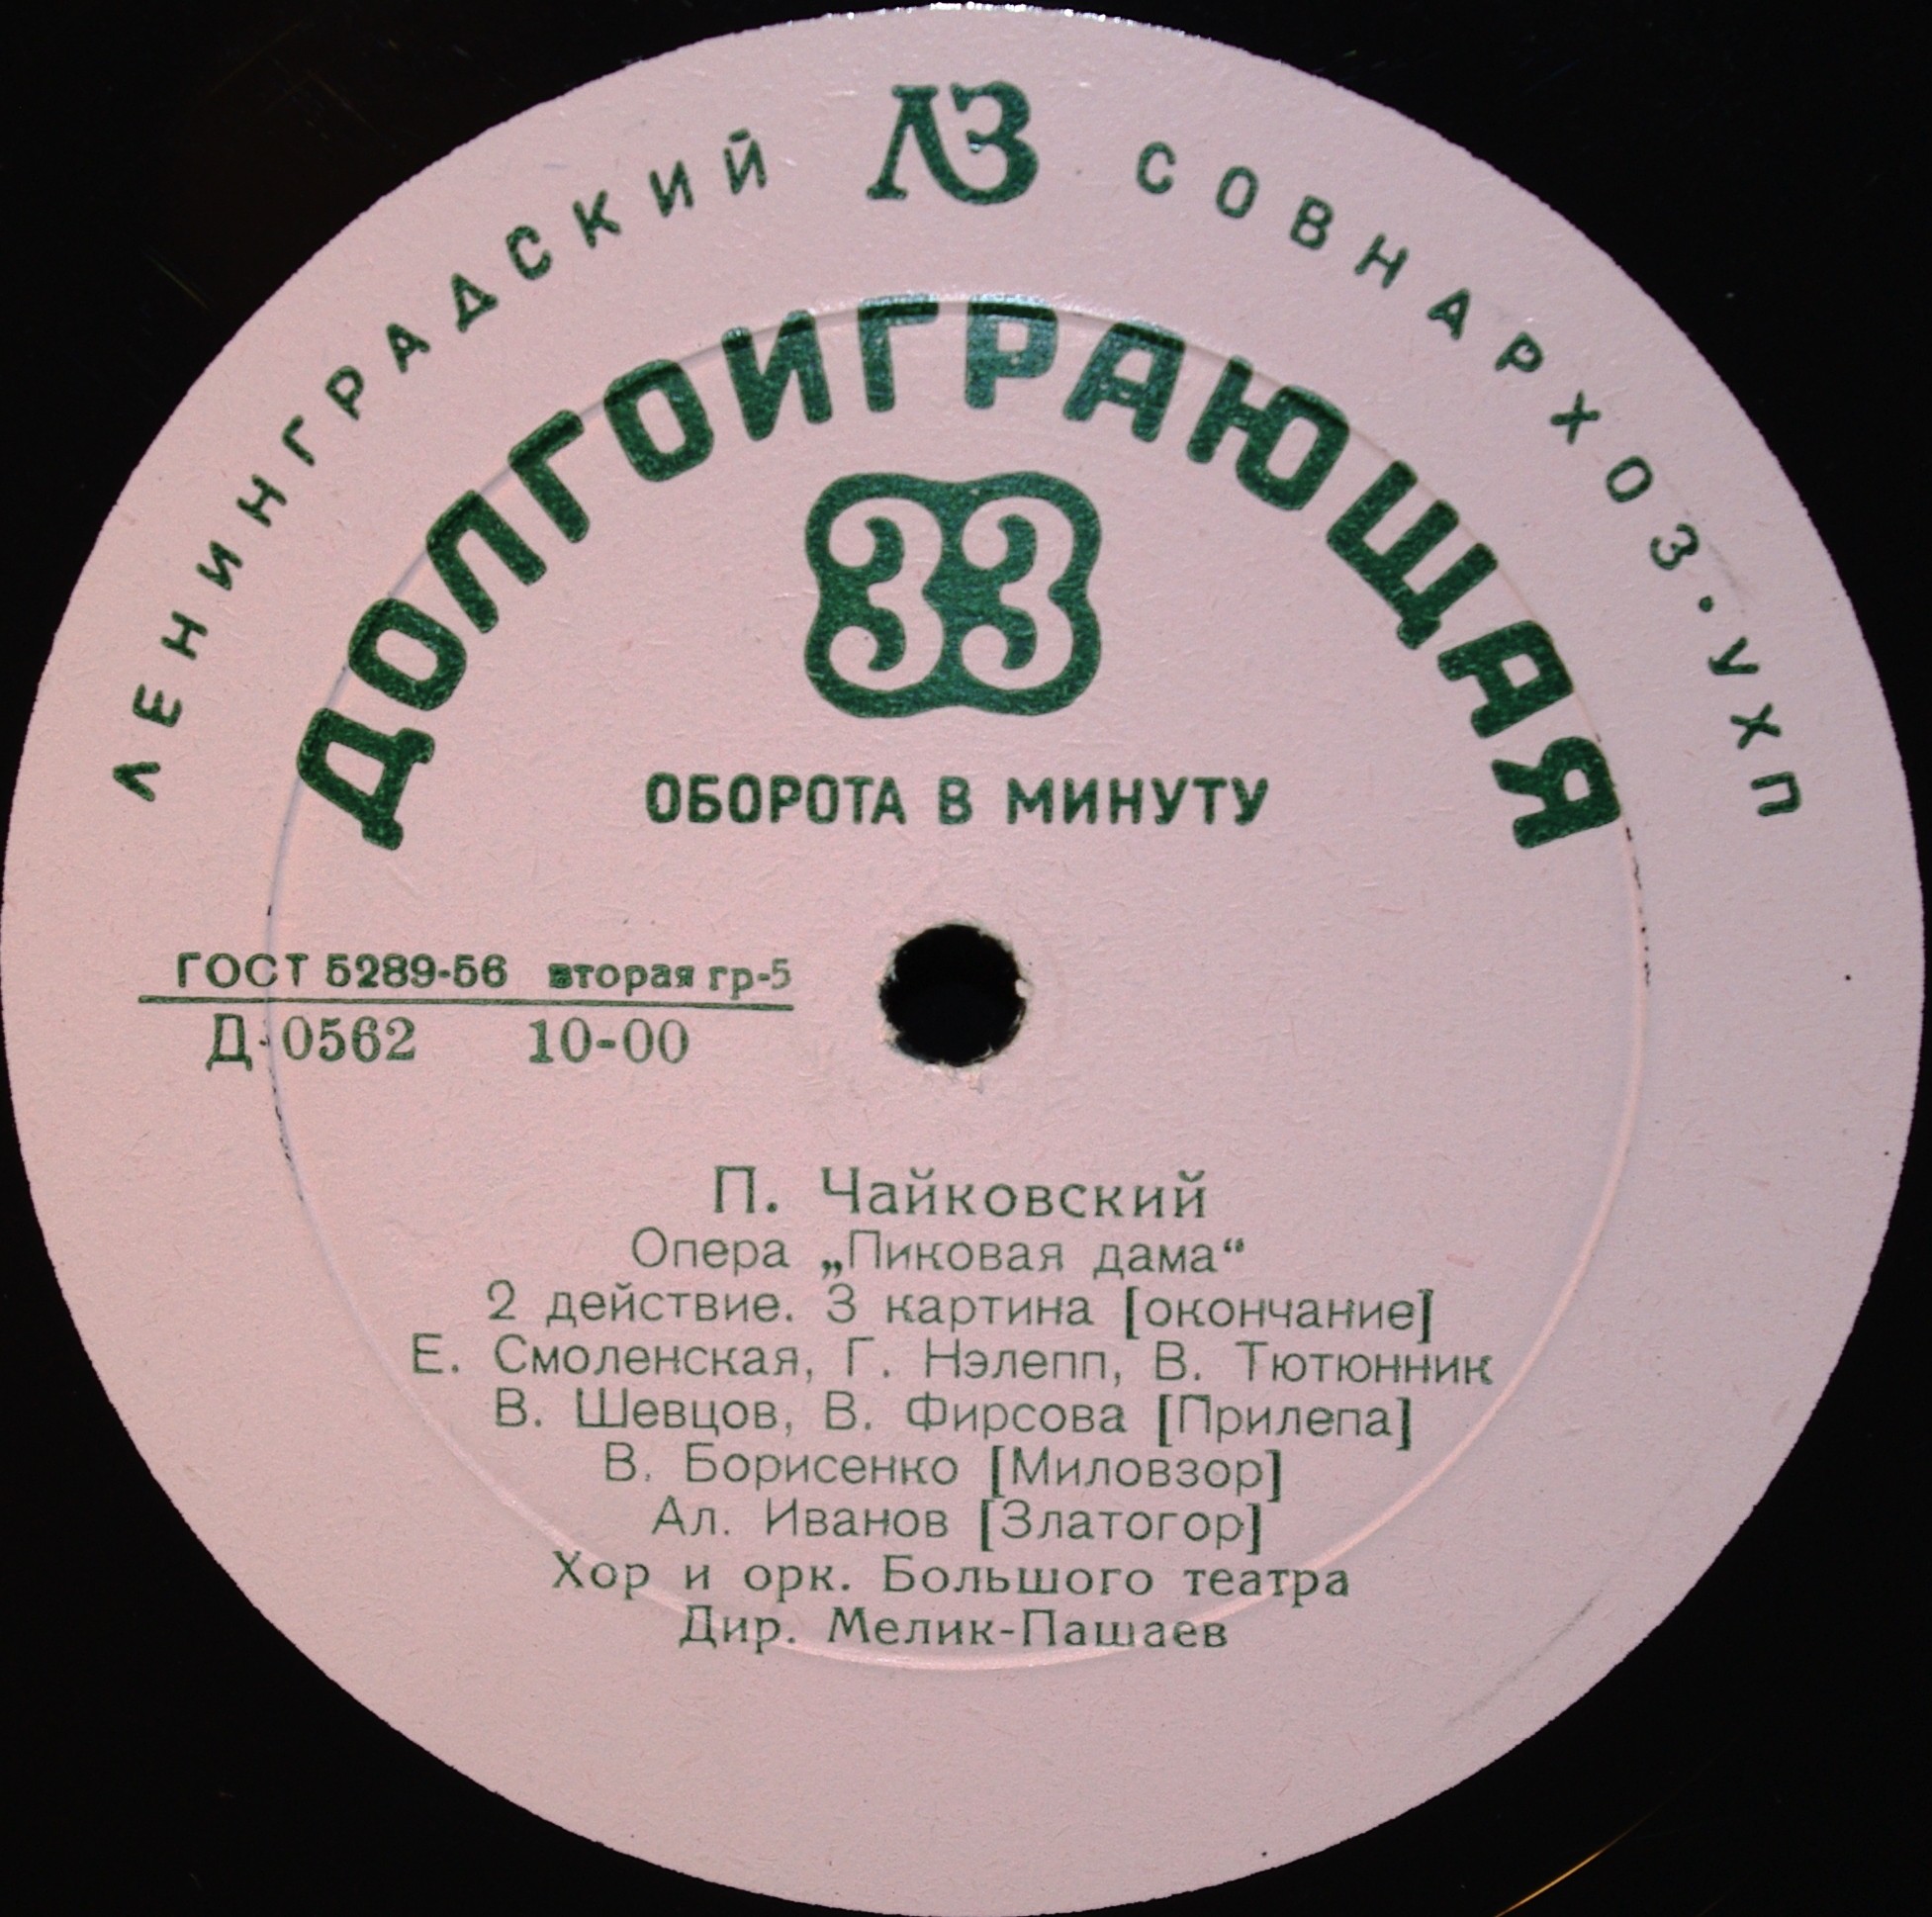 ЛЕНИНГРАДСКИЙ ЛЗ СОВНАРХОЗ·УХП
ДОЛГОИГРАЮЩАЯ
33
ОБОРОТА В МИНУТУ
ГОСТ 5289-56 вторая гр-5
Д 0562 10-00
П. Чайковский
Опера „Пиковая дама“
2 действие. 3 картина [окончание]
Е. Смоленская, Г. Нэлепп, В. Тютюнник
В. Шевцов, В. Фирсова [Прилепа]
В. Борисенко [Миловзор]
Ал. Иванов [Златогор]
Хор и орк. Большого театра
Дир. Мелик-Пашаев